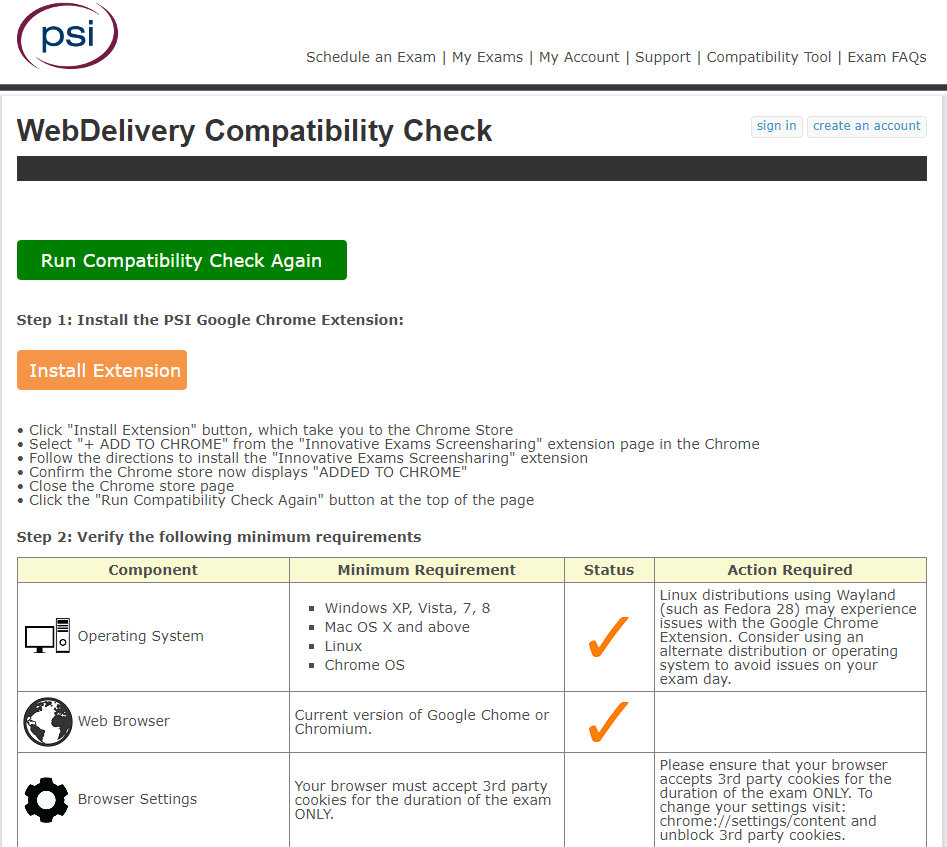 psi
Schedule an Exam | My Exams | My Account | Support | Compatibility Tool | Exam FAQs
WebDelivery Compatibility Check
sign in
create an account
Run Compatibility Check Again
Step 1: Install the PSI Google Chrome Extension:
Install Extension
• Click "Install Extension" button, which take you to the Chrome Store
• Select "+ ADD TO CHROME" from the "Innovative Exams Screensharing" extension page in the Chrome
• Follow the directions to install the "Innovative Exams Screensharing" extension
• Confirm the Chrome store now displays "ADDED TO CHROME"
• Close the Chrome store page
• Click the "Run Compatibility Check Again" button at the top of the page
Step 2: Verify the following minimum requirements
Component
Minimum Requirement
Status
Action Required
Operating System
▪ Windows XP, Vista, 7, 8
▪ Mac OS X and above
▪ Linux
▪ Chrome OS
Linux distributions using Wayland
(such as Fedora 28) may experience
issues with the Google Chrome
Extension. Consider using an
alternate distribution or operating
system to avoid issues on your
exam day.
Web Browser
Current version of Google Chome or
Chromium.
Browser Settings
Your browser must accept 3rd party
cookies for the duration of the exam
ONLY.
Please ensure that your browser
accepts 3rd party cookies for the
duration of the exam ONLY. To
change your settings visit:
chrome://settings/content and
unblock 3rd party cookies.